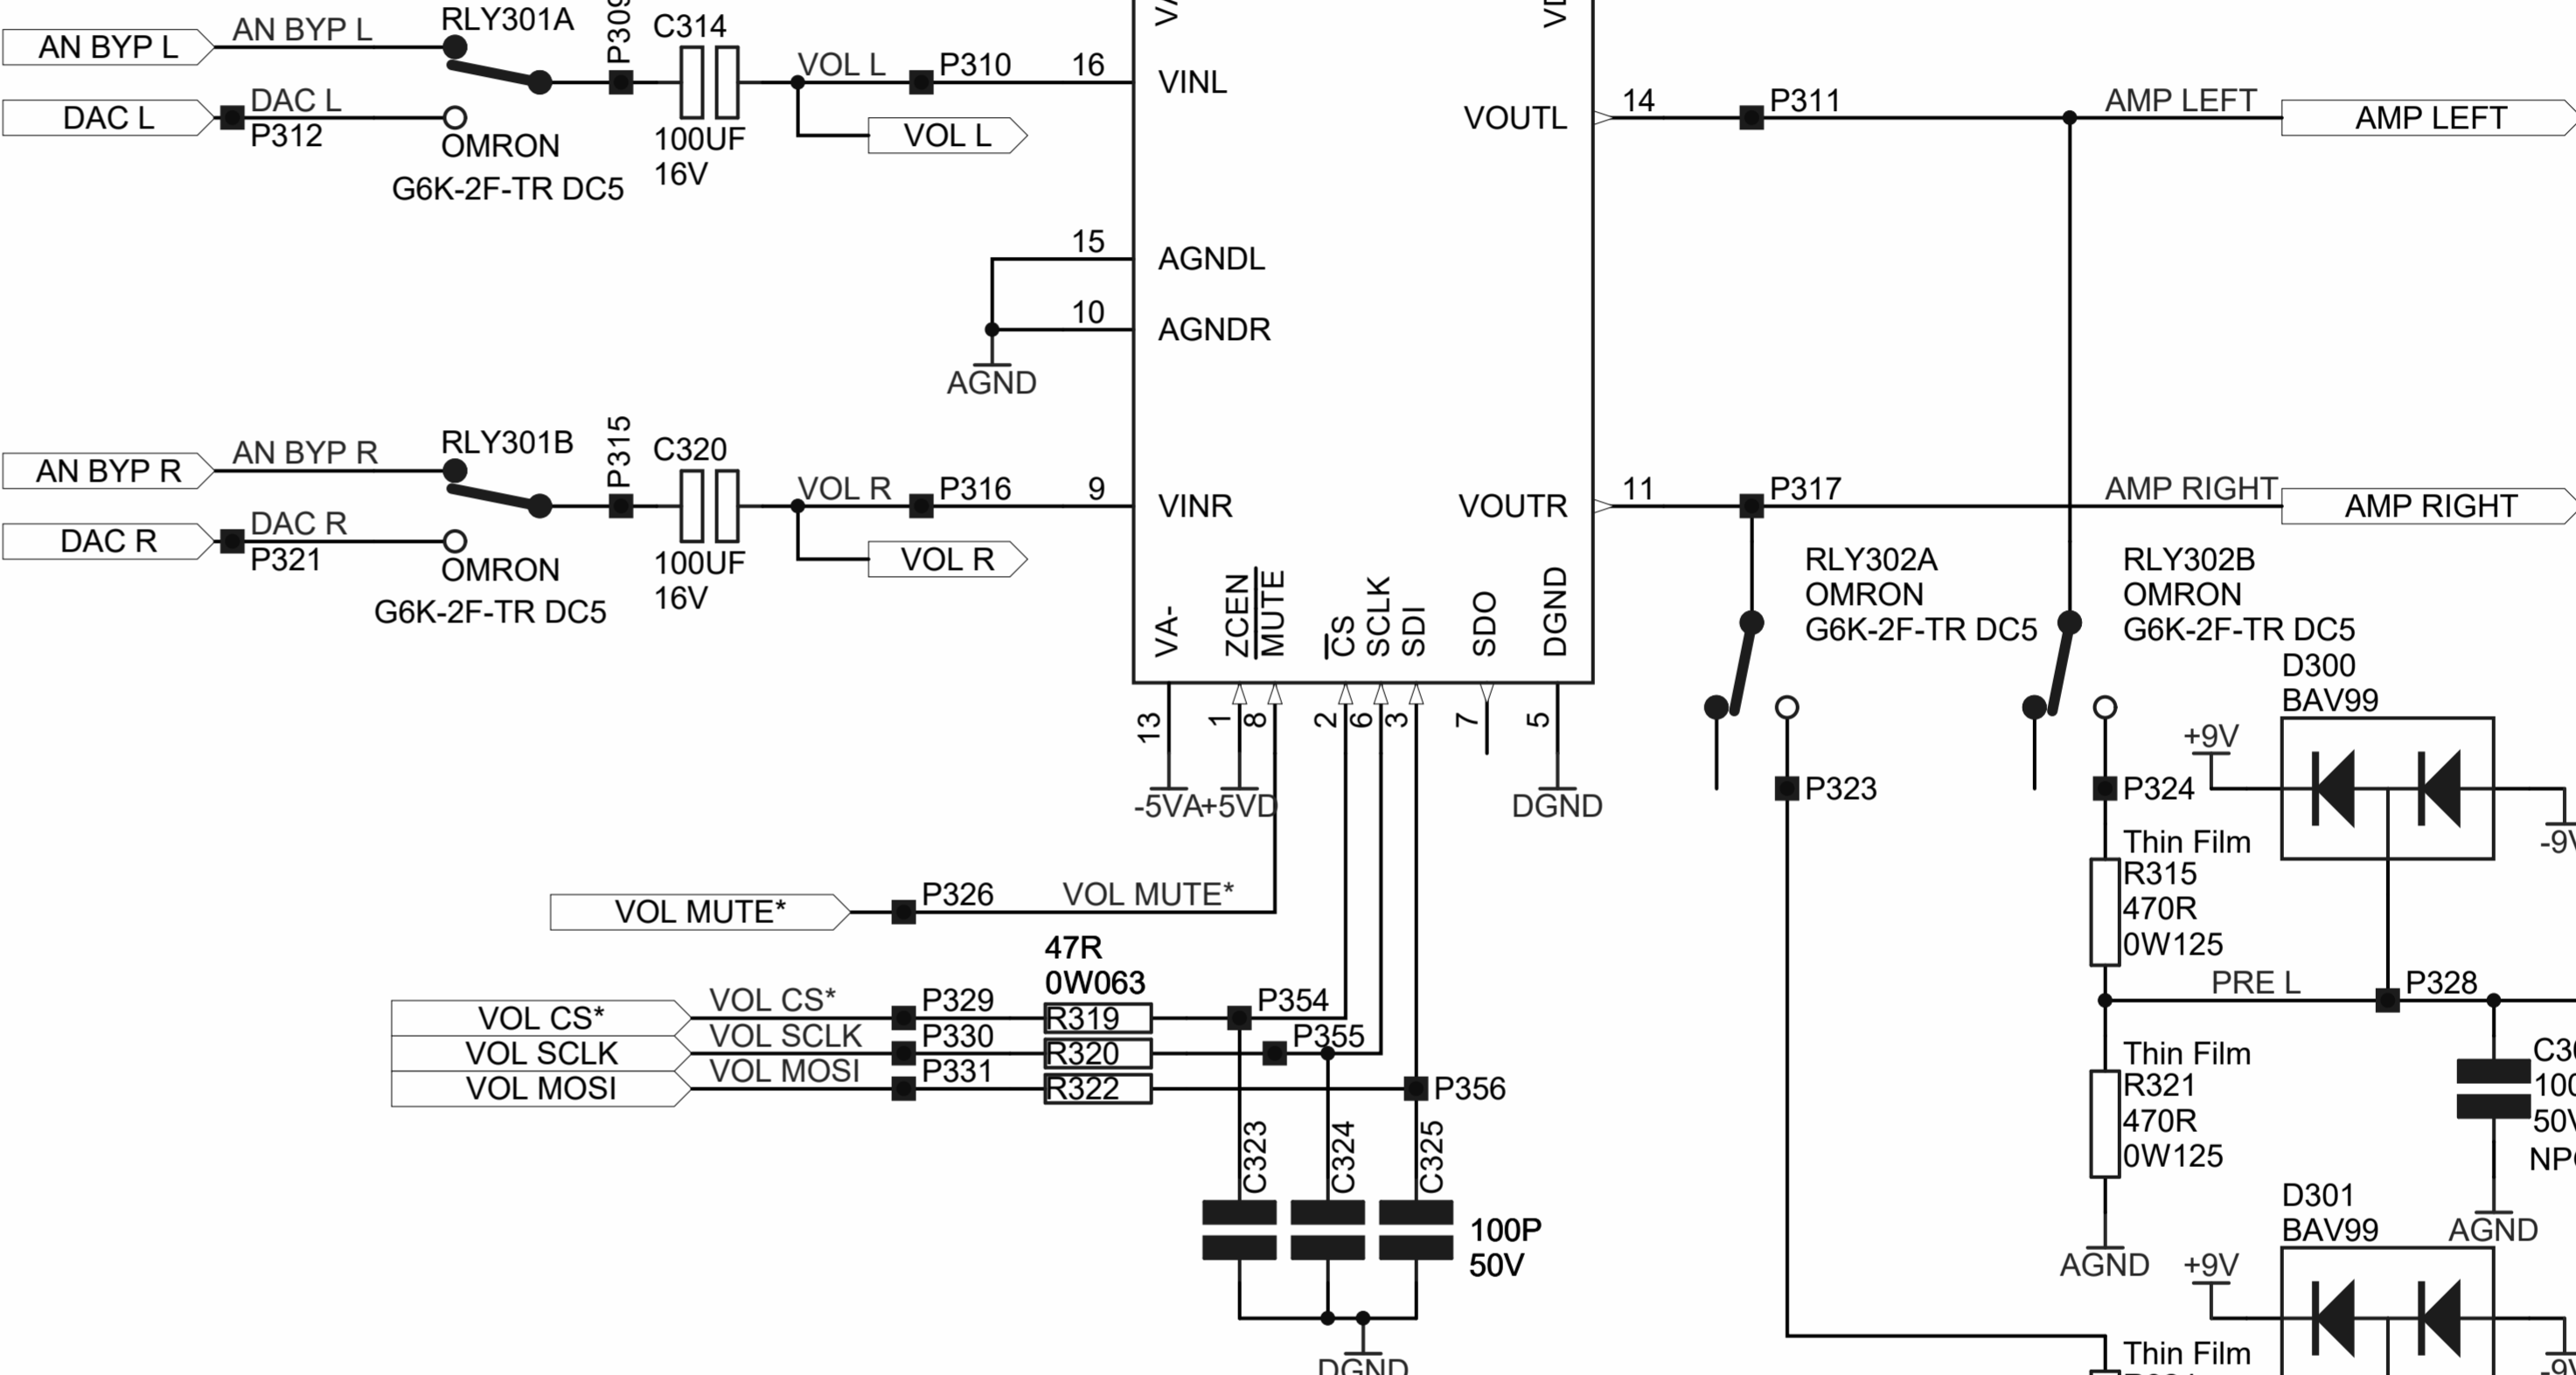 AN BYP L
AN BYP L
RLY301A
P309
C314
DAC L
DAC L
P312
OMRON
G6K-2F-TR DC5
100UF
16V
VOL L
P310
16
VINL
VOL L
VOUTL
14
P311
AMP LEFT
AMP LEFT
15
AGNDL
10
AGNDR
AGND
AN BYP R
AN BYP R
RLY301B
P315
C320
DAC R
DAC R
P321
OMRON
G6K-2F-TR DC5
100UF
16V
VOL R
P316
9
VINR
VOL R
VOUTR
11
P317
AMP RIGHT
AMP RIGHT
VA-
ZCEN
MUTE
CS
SCLK
SDI
SDO
DGND
13
1
8
2
6
3
7
5
-5VA
+5VD
DGND
RLY302A
OMRON
G6K-2F-TR DC5
RLY302B
OMRON
G6K-2F-TR DC5
D300
BAV99
+9V
P323
P324
Thin Film
R315
470R
0W125
VOL MUTE*
P326
VOL MUTE*
47R
0W063
VOL CS*
VOL CS*
P329
R319
P354
VOL SCLK
VOL SCLK
P330
R320
P355
VOL MOSI
VOL MOSI
P331
R322
P356
PRE L
P328
Thin Film
R321
470R
0W125
C323
C324
C325
100P
50V
DGND
AGND
AGND
D301
BAV99
+9V
Thin Film